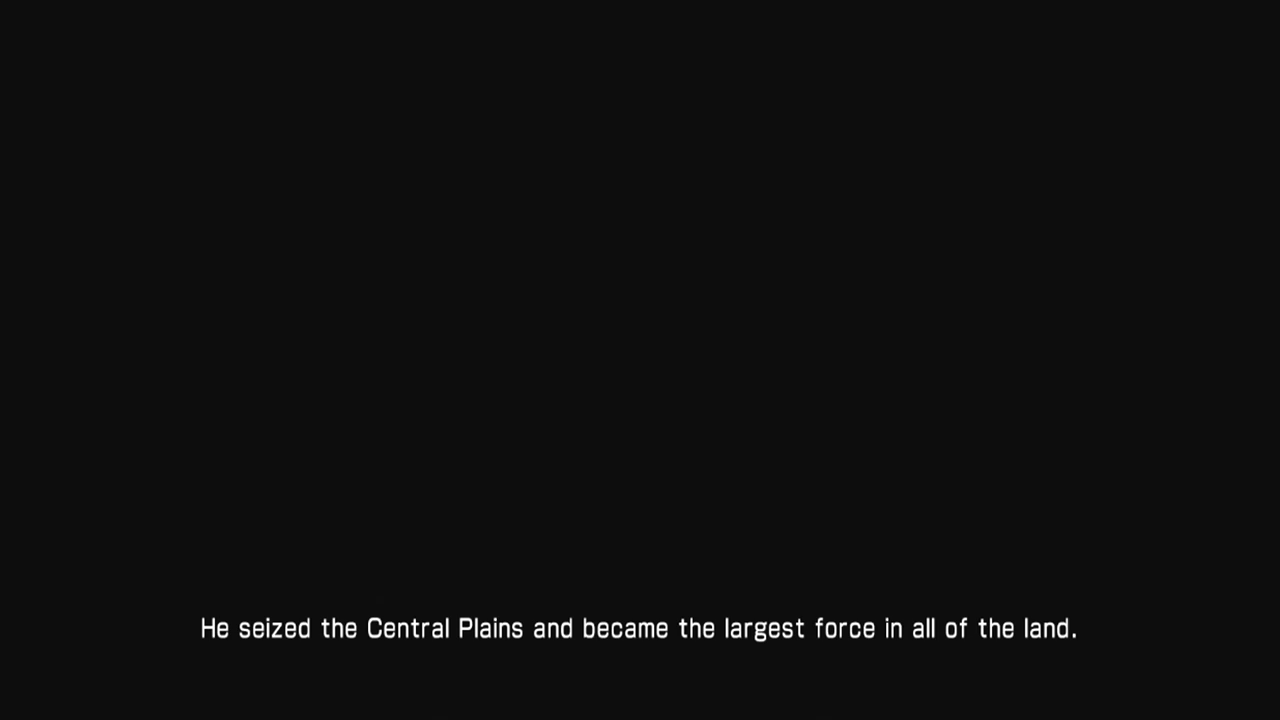 He seized the Central Plains and became the largest force in all of the land.